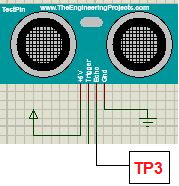 TestPin
www.TheEngineeringProjects.com
+5V
Trigger
Echo
Gnd
TP3